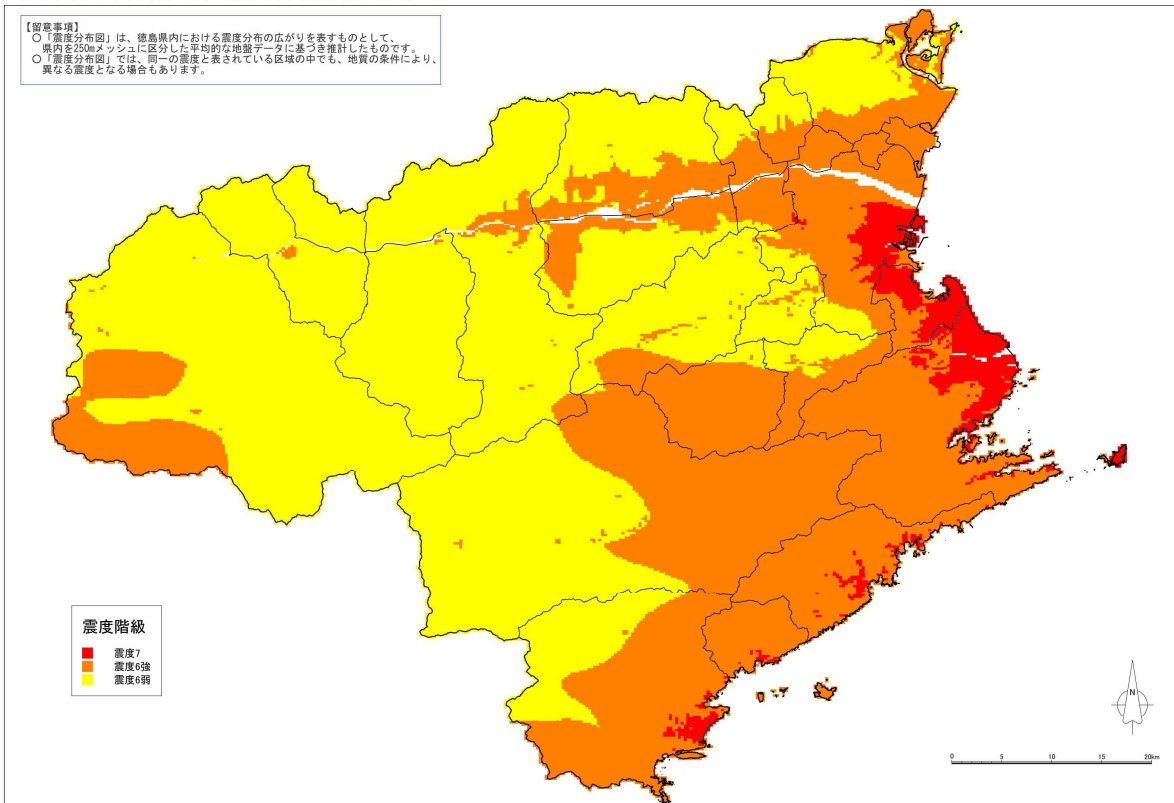 【留意事項】
○「震度分布図」は、徳島県内における震度分布の広がりを表すものとして、
県内を250mメッシュに区分した平均的な地盤データに基づき推計したものです。
○「震度分布図」では、同一の震度と表されている区域の中でも、地質の条件により、
異なる震度となる場合もあります。
震度階級
震度7
震度6強
震度6弱
N
0 5 10 15 20km